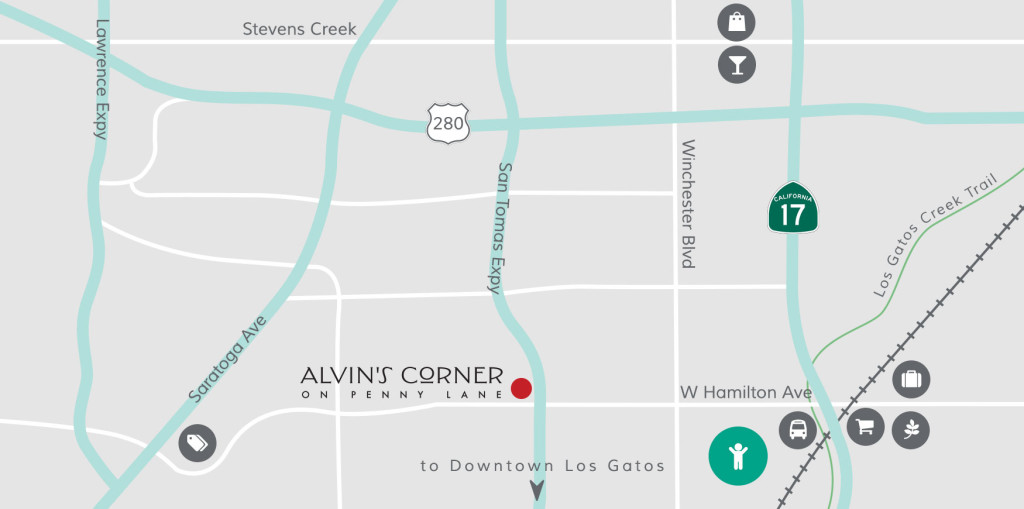 Stevens Creek
Lawrence Expy
280
San Tomas Expy
Winchester Blvd
CALIFORNIA
17
Los Gatos Creek Trail
Saratoga Ave
ALVIN'S CORNER
ON PENNY LANE
W Hamilton Ave
to Downtown Los Gatos